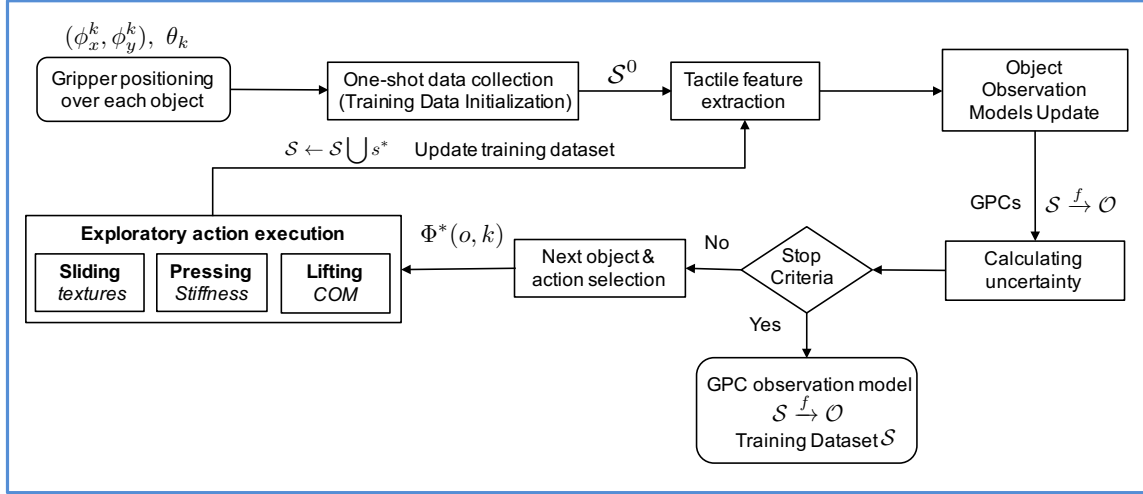 (ϕ_x^k, ϕ_y^k), θ_k
Gripper positioning
over each object
One-shot data collection
(Training Data Initialization)
𝒮^0
Tactile feature
extraction
Object
Observation
Models Update
𝒮 ← 𝒮 ⋃ s* Update training dataset
GPCs 𝒮 →^f 𝒪
Exploratory action execution
Sliding
textures
Pressing
Stiffness
Lifting
COM
Φ*(o, k)
Next object &
action selection
No
Stop
Criteria
Calculating
uncertainty
Yes
GPC observation model
𝒮 →^f 𝒪
Training Dataset 𝒮